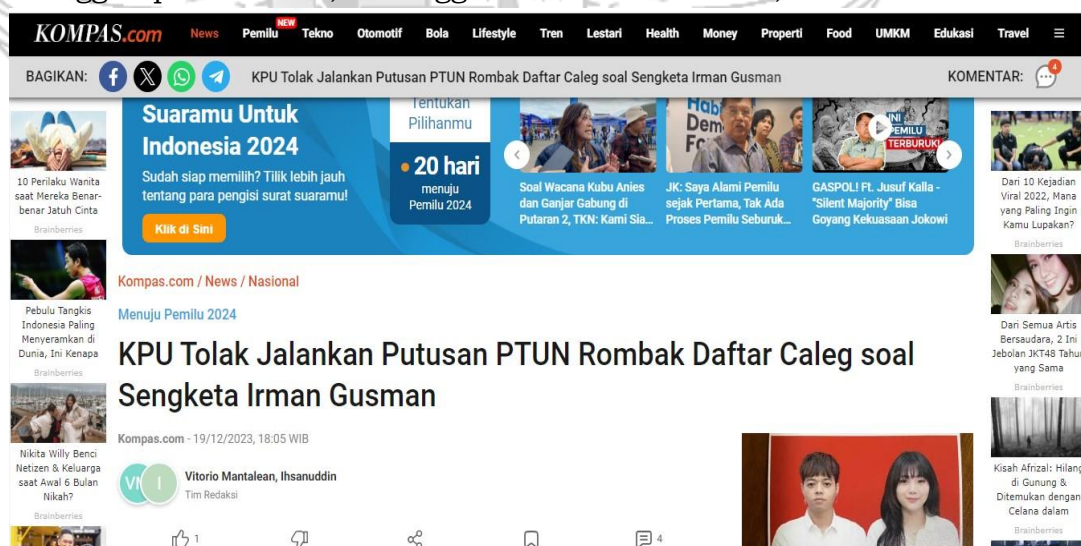 KOMPAS.com
News
Pemilu
NEW
Tekno
Otomotif
Bola
Lifestyle
Tren
Lestari
Health
Money
Properti
Food
UMKM
Edukasi
Travel
BAGIKAN:
KPU Tolak Jalankan Putusan PTUN Rombak Daftar Caleg soal Sengketa Irman Gusman
KOMENTAR:
4
Suaramu Untuk
Indonesia 2024
Sudah siap memilih? Tilik lebih jauh
tentang para pengisi surat suaramu!
Klik di Sini
Tentukan
Pilihanmu
20 hari
menuju
Pemilu 2024
Soal Wacana Kubu Anies
dan Ganjar Gabung di
Putaran 2, TKN: Kami Sia...
JK: Saya Alami Pemilu
sejak Pertama, Tak Ada
Proses Pemilu Seburuk...
INI
PEMILU
TERBURUK!
GASPOL! Ft. Jusuf Kalla -
"Silent Majority" Bisa
Goyang Kekuasaan Jokowi
10 Perilaku Wanita
saat Mereka Benar-
benar Jatuh Cinta
Brainberries
Pebulu Tangkis
Indonesia Paling
Menyeramkan di
Dunia, Ini Kenapa
Brainberries
Nikita Willy Benci
Netizen & Keluarga
saat Awal 6 Bulan
Nikah?
Brainberries
Kompas.com / News / Nasional
Menuju Pemilu 2024
KPU Tolak Jalankan Putusan PTUN Rombak Daftar Caleg soal
Sengketa Irman Gusman
Kompas.com - 19/12/2023, 18:05 WIB
Vitorio Mantalean, Ihsanuddin
Tim Redaksi
1
4
Dari 10 Kejadian
Viral 2022, Mana
yang Paling Ingin
Kamu Lupakan?
Brainberries
Dari Semua Artis
Bersaudara, 2 Ini
Jebolan JKT48 Tahun
yang Sama
Brainberries
Kisah Afrizal: Hilang
di Gunung &
Ditemukan dengan
Celana dalam
Brainberries